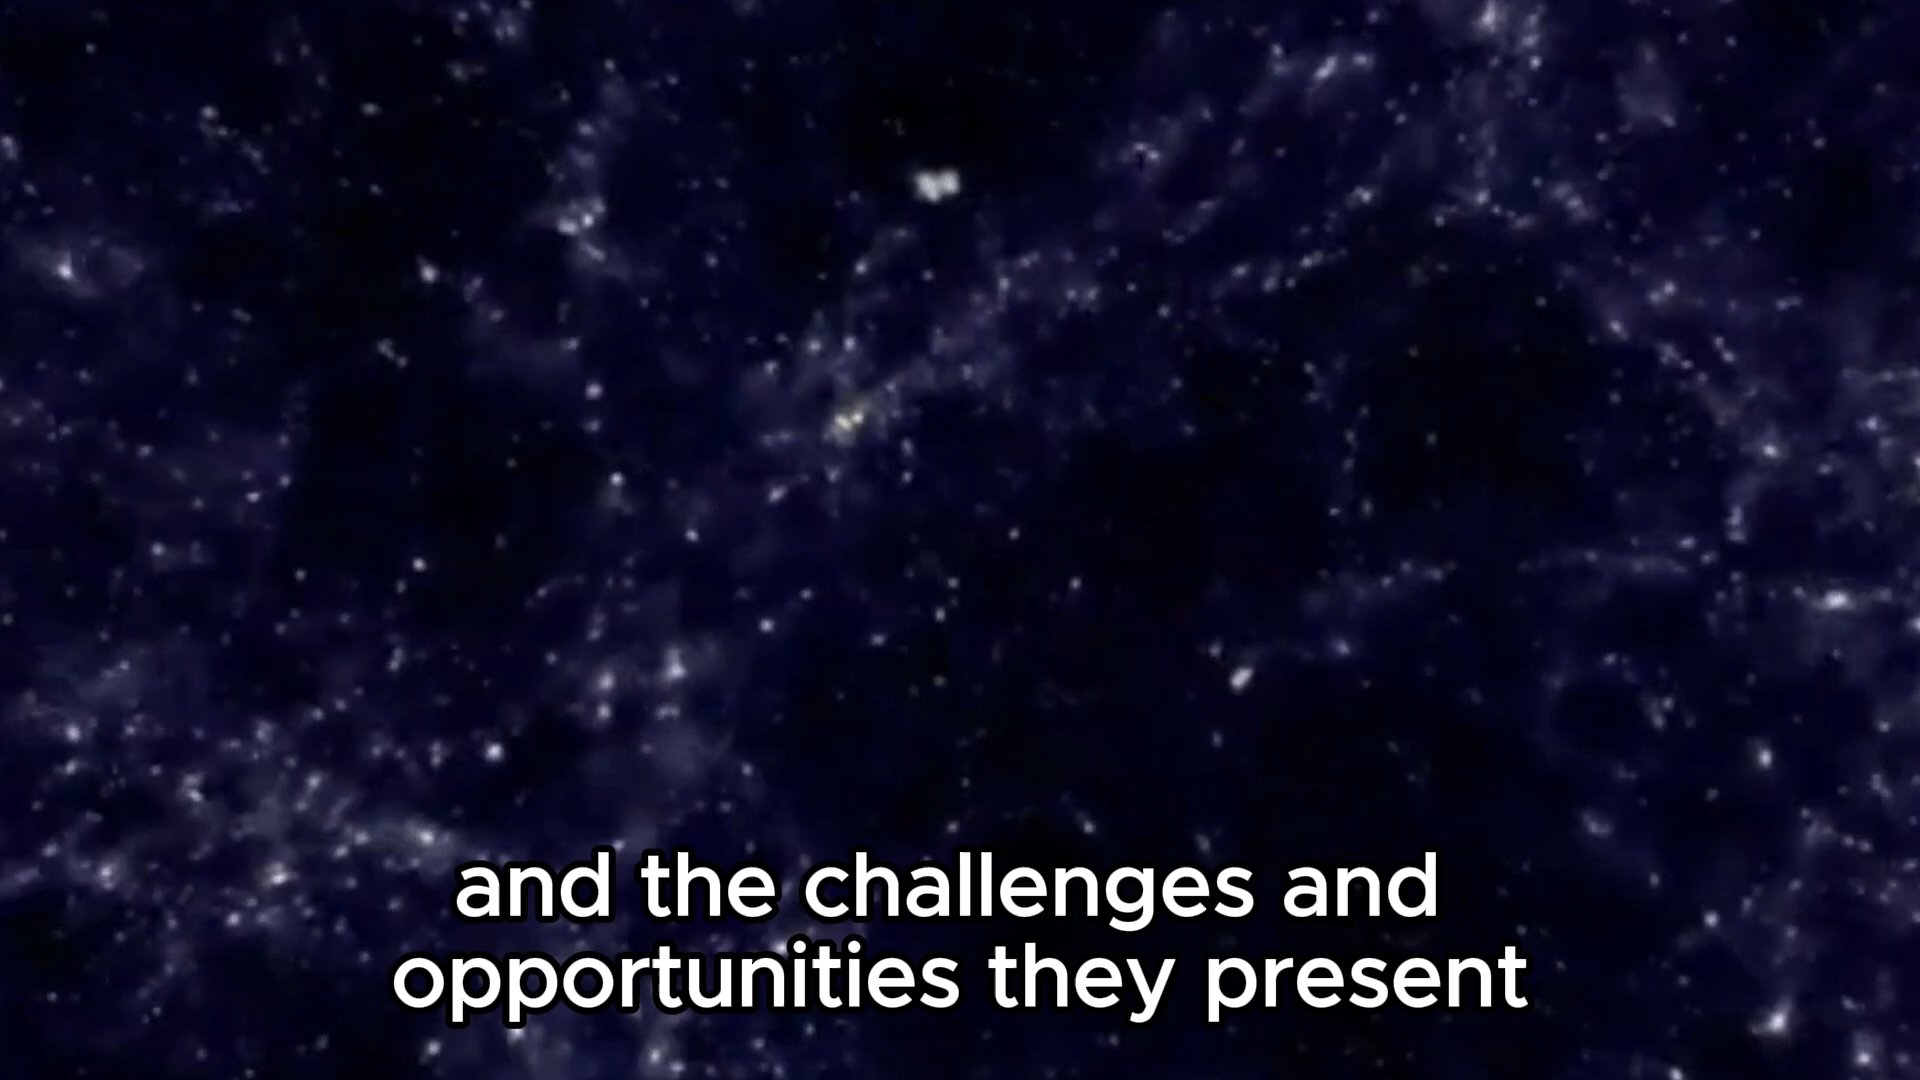 and the challenges and
opportunities they present